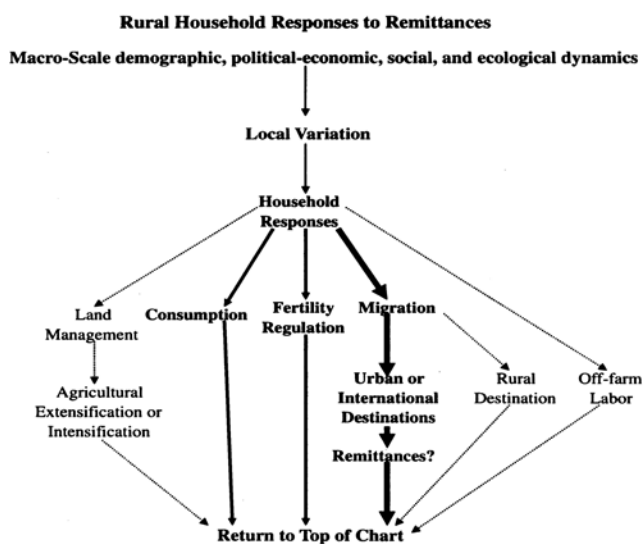 Rural Household Responses to Remittances
Macro-Scale demographic, political-economic, social, and ecological dynamics
Local Variation
Household
Responses
Land
Management
Consumption
Fertility
Regulation
Migration
Agricultural
Extensification or
Intensification
Urban or
International
Destinations
Rural
Destination
Off-farm
Labor
Remittances?
Return to Top of Chart